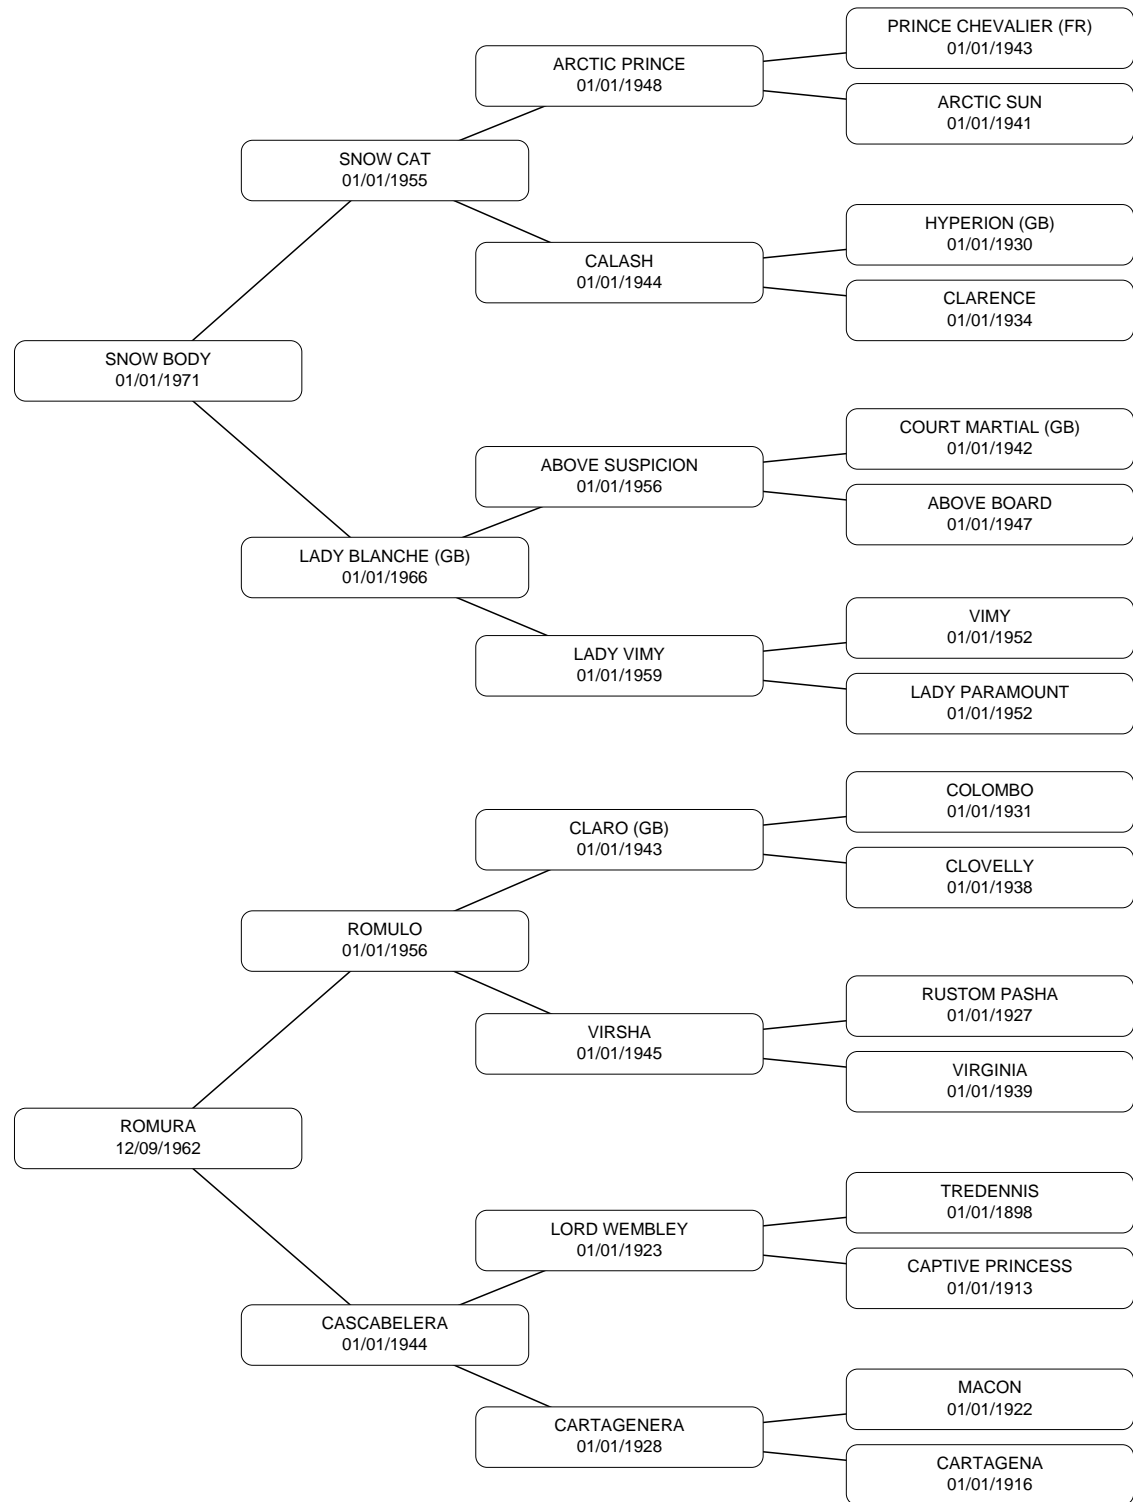 PRINCE CHEVALIER (FR)
01/01/1943
ARCTIC PRINCE
01/01/1948
ARCTIC SUN
01/01/1941
SNOW CAT
01/01/1955
HYPERION (GB)
01/01/1930
CALASH
01/01/1944
CLARENCE
01/01/1934
SNOW BODY
01/01/1971
COURT MARTIAL (GB)
01/01/1942
ABOVE SUSPICION
01/01/1956
ABOVE BOARD
01/01/1947
LADY BLANCHE (GB)
01/01/1966
VIMY
01/01/1952
LADY VIMY
01/01/1959
LADY PARAMOUNT
01/01/1952
COLOMBO
01/01/1931
CLARO (GB)
01/01/1943
CLOVELLY
01/01/1938
ROMULO
01/01/1956
RUSTOM PASHA
01/01/1927
VIRSHA
01/01/1945
VIRGINIA
01/01/1939
ROMURA
12/09/1962
TREDENNIS
01/01/1898
LORD WEMBLEY
01/01/1923
CAPTIVE PRINCESS
01/01/1913
CASCABELERA
01/01/1944
MACON
01/01/1922
CARTAGENERA
01/01/1928
CARTAGENA
01/01/1916